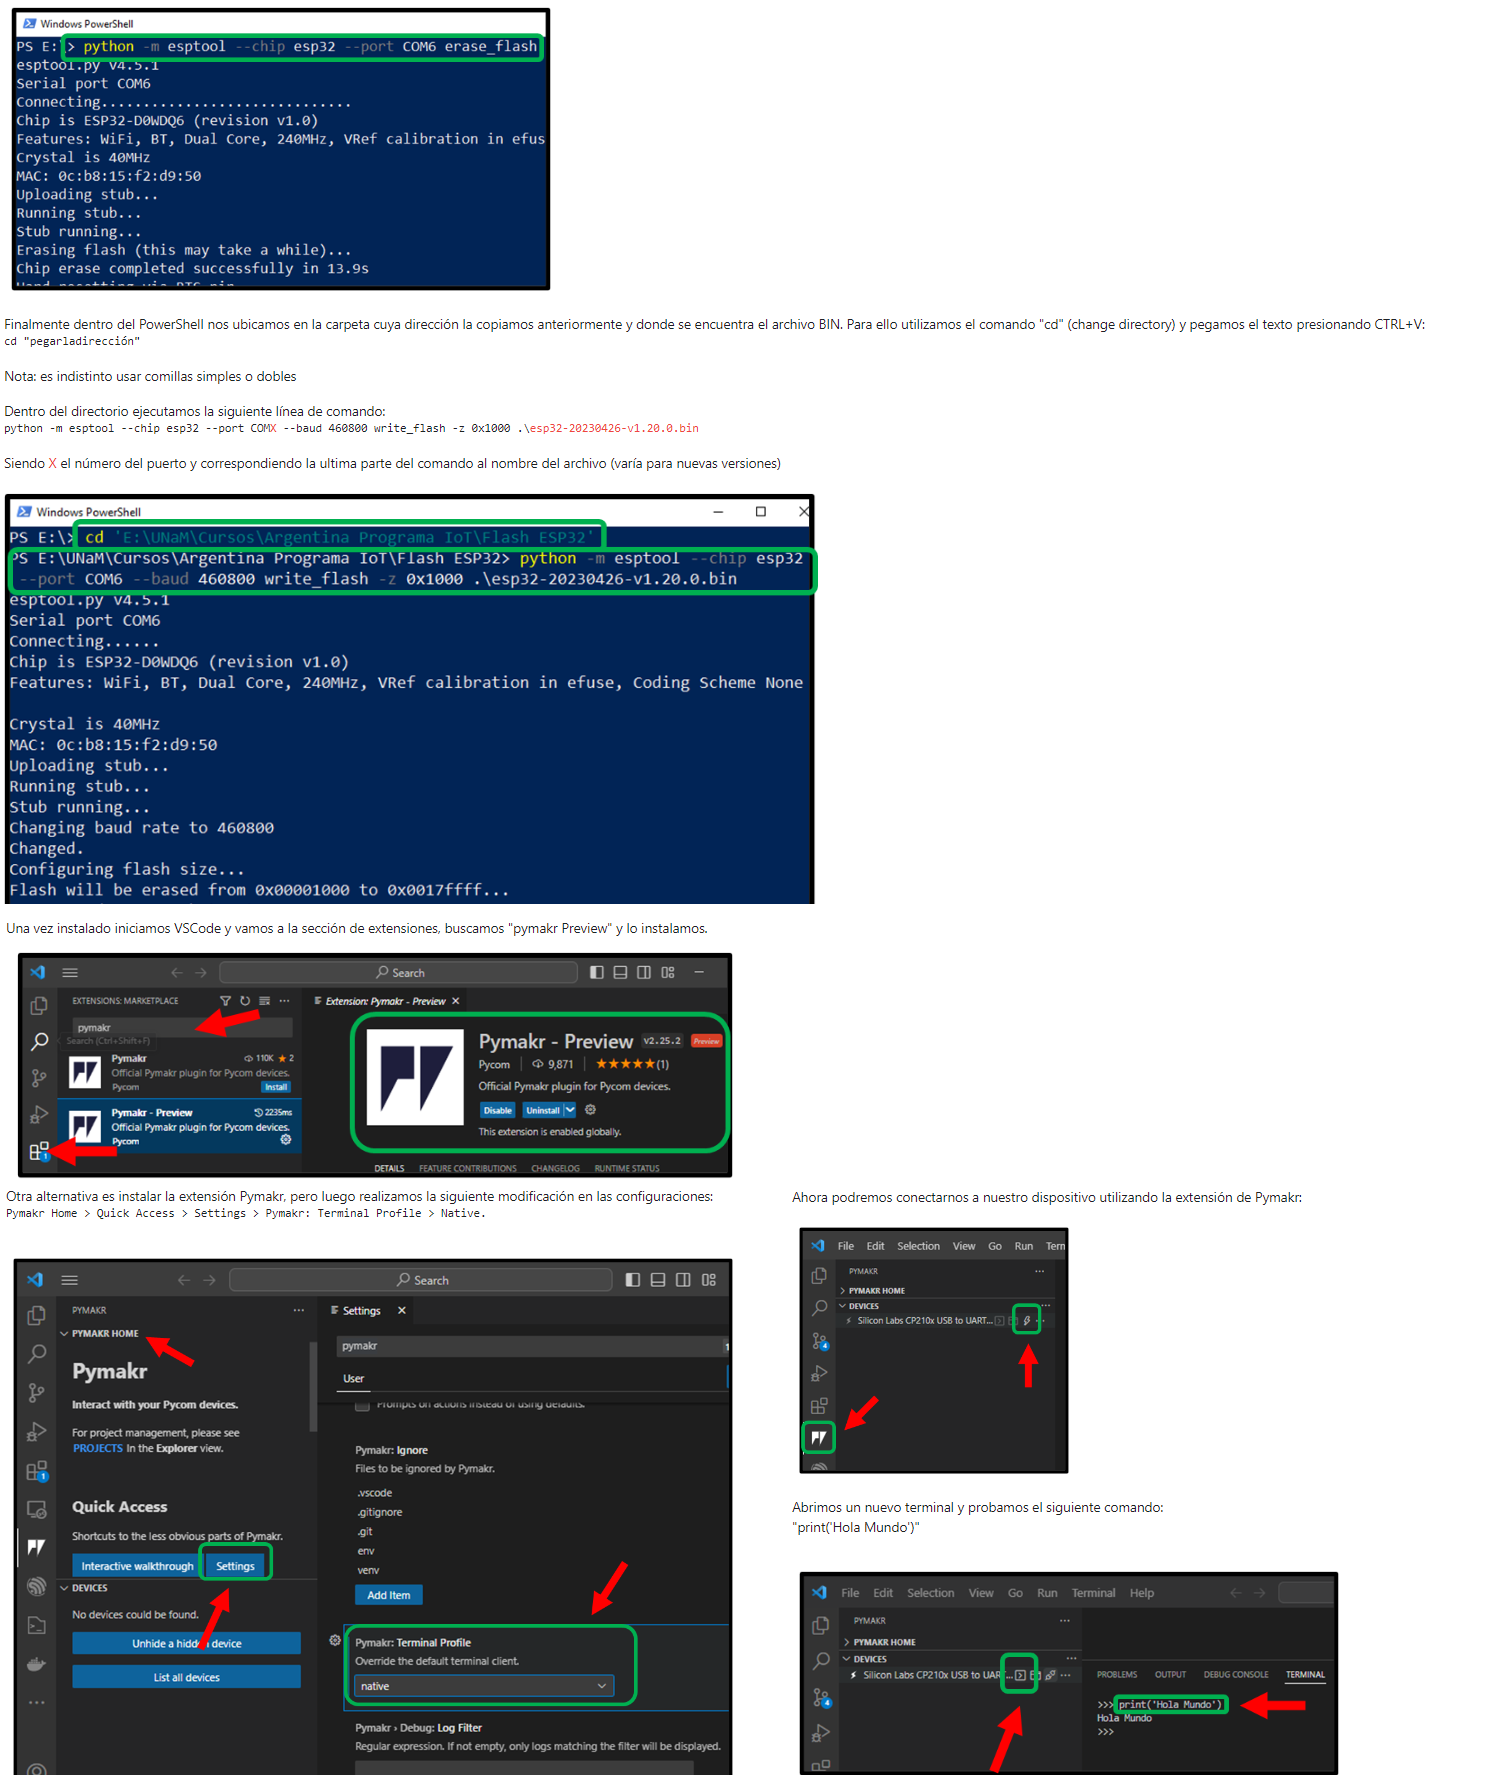 Windows PowerShell
PS E:\> python -m esptool --chip esp32 --port COM6 erase_flash
esptool.py v4.5.1
Serial port COM6
Connecting..............................
Chip is ESP32-D0WDQ6 (revision v1.0)
Features: WiFi, BT, Dual Core, 240MHz, VRef calibration in efus
Crystal is 40MHz
MAC: 0c:b8:15:f2:d9:50
Uploading stub...
Running stub...
Stub running...
Erasing flash (this may take a while)...
Chip erase completed successfully in 13.9s
Hard resetting via RTS pin
Finalmente dentro del PowerShell nos ubicamos en la carpeta cuya dirección la copiamos anteriormente y donde se encuentra el archivo BIN. Para ello utilizamos el comando "cd" (change directory) y pegamos el texto presionando CTRL+V:
cd "pegarladirección"
Nota: es indistinto usar comillas simples o dobles
Dentro del directorio ejecutamos la siguiente línea de comando:
python -m esptool --chip esp32 --port COMX --baud 460800 write_flash -z 0x1000 .\esp32-20230426-v1.20.0.bin
Siendo X el número del puerto y correspondiendo la ultima parte del comando al nombre del archivo (varía para nuevas versiones)
Windows PowerShell
PS E:\> cd 'E:\UNaM\Cursos\Argentina Programa IoT\Flash ESP32'
PS E:\UNaM\Cursos\Argentina Programa IoT\Flash ESP32> python -m esptool --chip esp32
--port COM6 --baud 460800 write_flash -z 0x1000 .\esp32-20230426-v1.20.0.bin
esptool.py v4.5.1
Serial port COM6
Connecting......
Chip is ESP32-D0WDQ6 (revision v1.0)
Features: WiFi, BT, Dual Core, 240MHz, VRef calibration in efuse, Coding Scheme None
Crystal is 40MHz
MAC: 0c:b8:15:f2:d9:50
Uploading stub...
Running stub...
Stub running...
Changing baud rate to 460800
Changed.
Configuring flash size...
Flash will be erased from 0x00001000 to 0x0017ffff...
Una vez instalado iniciamos VSCode y vamos a la sección de extensiones, buscamos "pymakr Preview" y lo instalamos.
Search
EXTENSIONS: MARKETPLACE
pymakr
Search (Ctrl+Shift+F)
Pymakr 110K 2
Official Pymakr plugin for Pycom devices.
Pycom Install
Pymakr - Preview 2235ms
Official Pymakr plugin for Pycom devices.
Pycom
1
Extension: Pymakr - Preview
Pymakr - Preview v2.25.2 Preview
Pycom 9,871 (1)
Official Pymakr plugin for Pycom devices.
Disable Uninstall
This extension is enabled globally.
DETAILS FEATURE CONTRIBUTIONS CHANGELOG RUNTIME STATUS
Otra alternativa es instalar la extensión Pymakr, pero luego realizamos la siguiente modificación en las configuraciones:
Pymakr Home > Quick Access > Settings > Pymakr: Terminal Profile > Native.
Search
PYMAKR
PYMAKR HOME
Pymakr
Interact with your Pycom devices.
For project management, please see
PROJECTS In the Explorer view.
1
Quick Access
Shortcuts to the less obvious parts of Pymakr.
Interactive walkthrough Settings
DEVICES
No devices could be found.
Unhide a hidden device
List all devices
Settings
pymakr
1
User
Prompts on actions instead of using defaults.
Pymakr: Ignore
Files to be ignored by Pymakr.
.vscode
.gitignore
.git
env
venv
Add Item
Pymakr: Terminal Profile
Override the default terminal client.
native
Pymakr › Debug: Log Filter
Regular expression. If not empty, only logs matching the filter will be displayed.
Ahora podremos conectarnos a nuestro dispositivo utilizando la extensión de Pymakr:
File Edit Selection View Go Run Tern
PYMAKR
PYMAKR HOME
DEVICES
Silicon Labs CP210x USB to UART...
4
Abrimos un nuevo terminal y probamos el siguiente comando:
"print('Hola Mundo')"
File Edit Selection View Go Run Terminal Help
PYMAKR
PYMAKR HOME
DEVICES
Silicon Labs CP210x USB to UAR...
4
PROBLEMS OUTPUT DEBUG CONSOLE TERMINAL
>>> print('Hola Mundo')
Hola Mundo
>>>